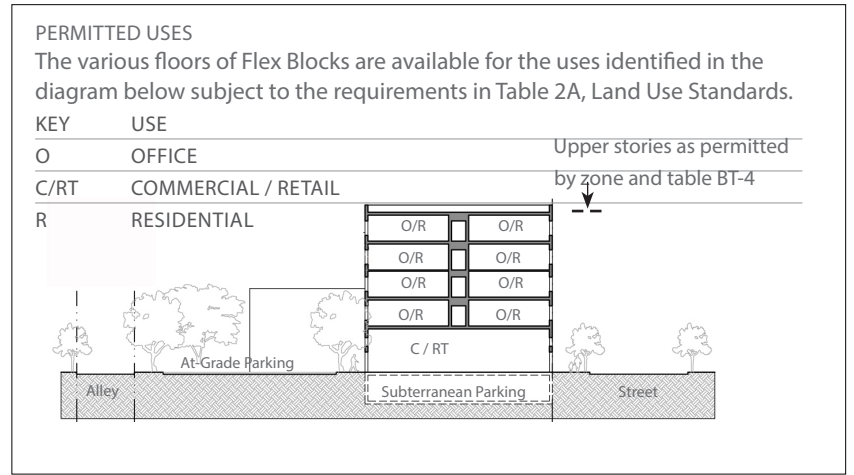 PERMITTED USES
The various floors of Flex Blocks are available for the uses identified in the
diagram below subject to the requirements in Table 2A, Land Use Standards.
KEY USE
O OFFICE
C/RT COMMERCIAL / RETAIL
R RESIDENTIAL
Upper stories as permitted
by zone and table BT-4
O/R O/R
O/R O/R
O/R O/R
O/R O/R
C / RT
At-Grade Parking
Alley
Subterranean Parking
Street